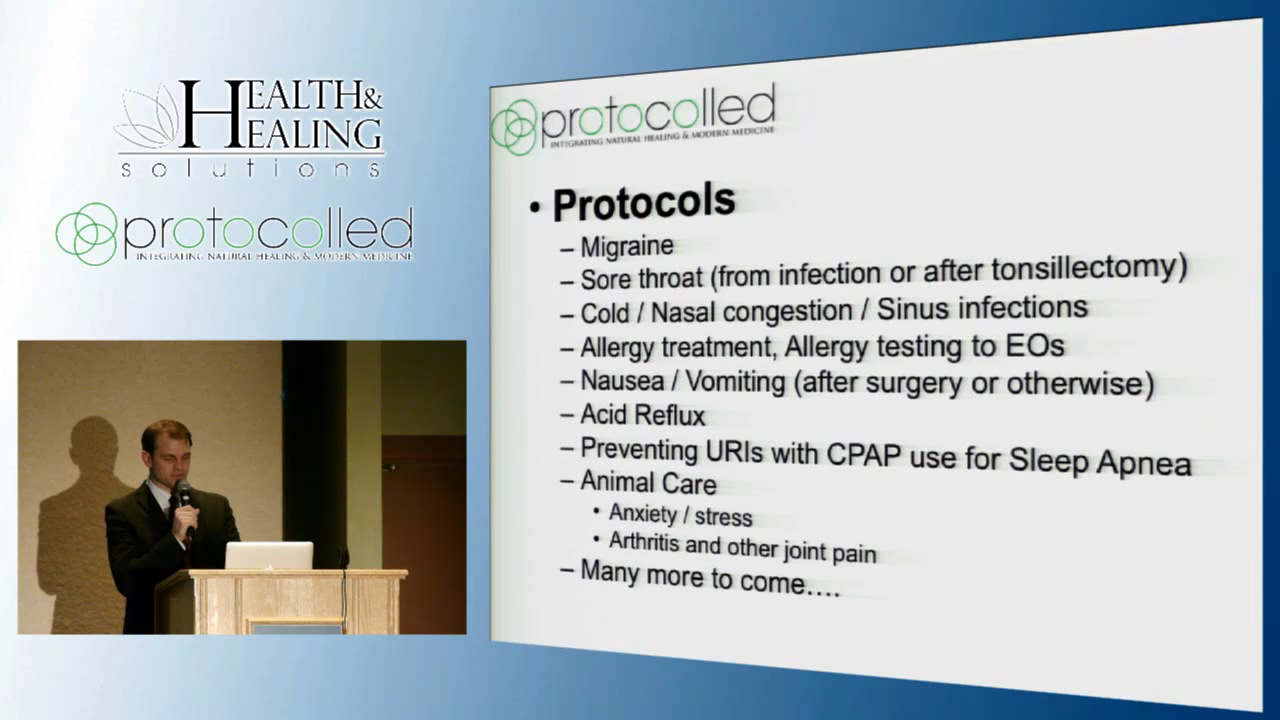 HEALTH&
HEALING
solutions
protocolled
INTEGRATING NATURAL HEALING & MODERN MEDICINE
protocolled
INTEGRATING NATURAL HEALING & MODERN MEDICINE
• Protocols
– Migraine
– Sore throat (from infection or after tonsillectomy)
– Cold / Nasal congestion / Sinus infections
– Allergy treatment, Allergy testing to EOs
– Nausea / Vomiting (after surgery or otherwise)
– Acid Reflux
– Preventing URIs with CPAP use for Sleep Apnea
– Animal Care
• Anxiety / stress
• Arthritis and other joint pain
– Many more to come….